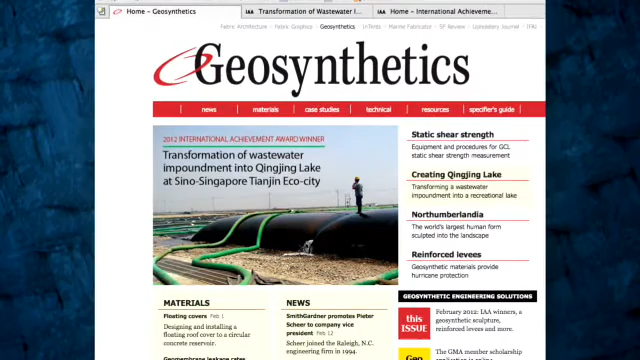 Home – Geosynthetics
IAA Transformation of Wastewater I...
IAA Home – International Achieveme...
Fabric Architecture / Fabric Graphics / Geosynthetics / InTents / Marine Fabricator / SF Review / Upholstery Journal / IFAI
Geosynthetics
news
materials
case studies
technical
resources
specifier's guide
2012 INTERNATIONAL ACHIEVEMENT AWARD WINNER
Transformation of wastewater
impoundment into Qingjing Lake
at Sino-Singapore Tianjin Eco-city
Static shear strength
Equipment and procedures for GCL
static shear strength measurement
Creating Qingjing Lake
Transforming a wastewater
impoundment into a recreational lake
Northumberlandia
The world's largest human form
sculpted into the landscape
Reinforced levees
Geosynthetic materials provide
hurricane protection
MATERIALS
Floating covers Feb 1
Designing and installing a
floating roof cover to a circular
concrete reservoir.
Geomembrane leakage rates
NEWS
SmithGardner promotes Pieter
Scheer to company vice
president Feb 12
Scheer joined the Raleigh, N.C.
engineering firm in 1994.
GEOSYNTHETIC ENGINEERING SOLUTIONS
this
ISSUE
February 2012: IAA winners, a
geosynthetic sculpture,
reinforced levees and more.
Geo
The GMA member scholarship